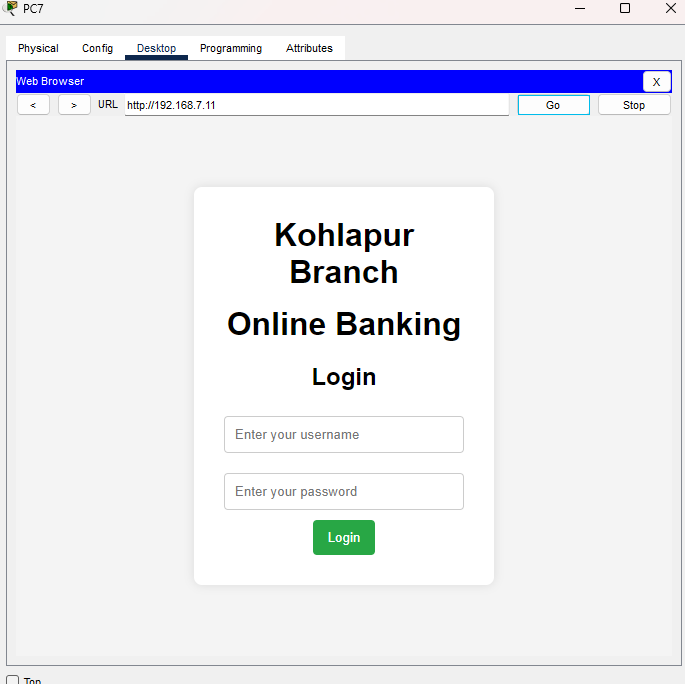 PC7
Physical Config Desktop Programming Attributes
Web Browser X
< > URL http://192.168.7.11 Go Stop
Kohlapur
Branch
Online Banking
Login
Enter your username
Enter your password
Login
Top